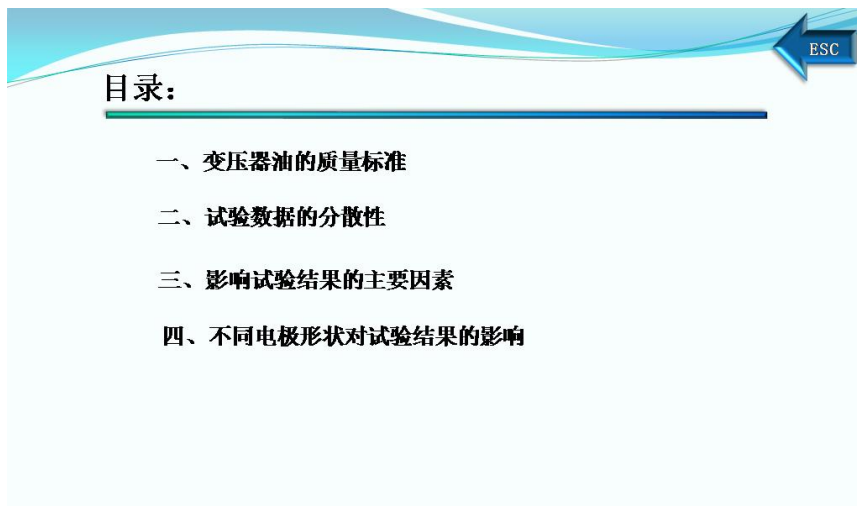 ESC
目录：
一、变压器油的质量标准
二、试验数据的分散性
三、影响试验结果的主要因素
四、不同电极形状对试验结果的影响